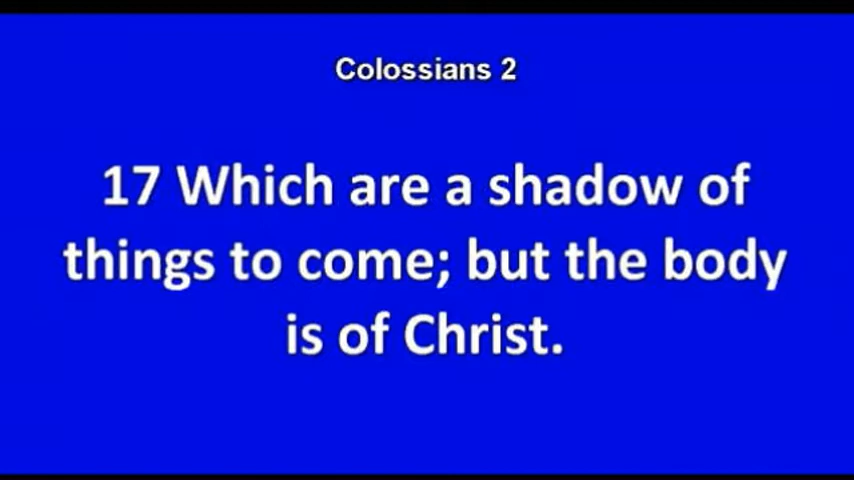 Colossians 2
17 Which are a shadow of
things to come; but the body
is of Christ.